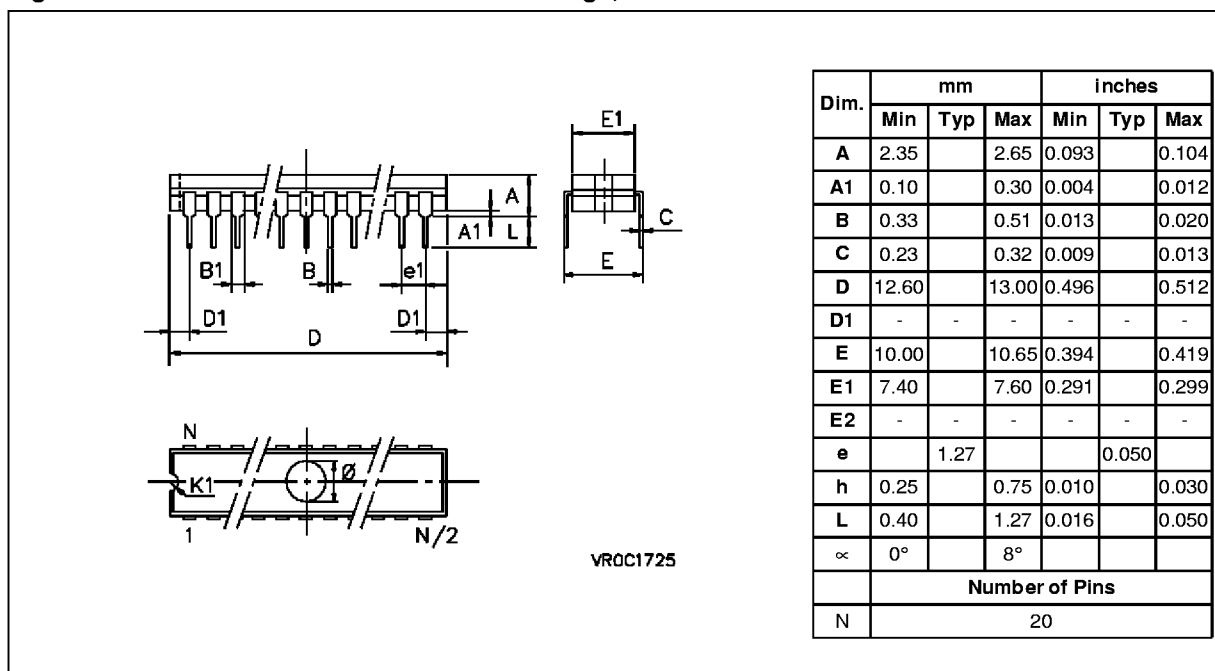 E1
A
A1
L
C
B1
B
e1
E
D1
D1
D
N
Ø
K1
1
N/2
VR0C1725
Dim. mm inches
Min Typ Max Min Typ Max
A 2.35 2.65 0.093 0.104
A1 0.10 0.30 0.004 0.012
B 0.33 0.51 0.013 0.020
C 0.23 0.32 0.009 0.013
D 12.60 13.00 0.496 0.512
D1 - - - - - -
E 10.00 10.65 0.394 0.419
E1 7.40 7.60 0.291 0.299
E2 - - - - - -
e 1.27 0.050
h 0.25 0.75 0.010 0.030
L 0.40 1.27 0.016 0.050
∝ 0° 8°
Number of Pins
N 20